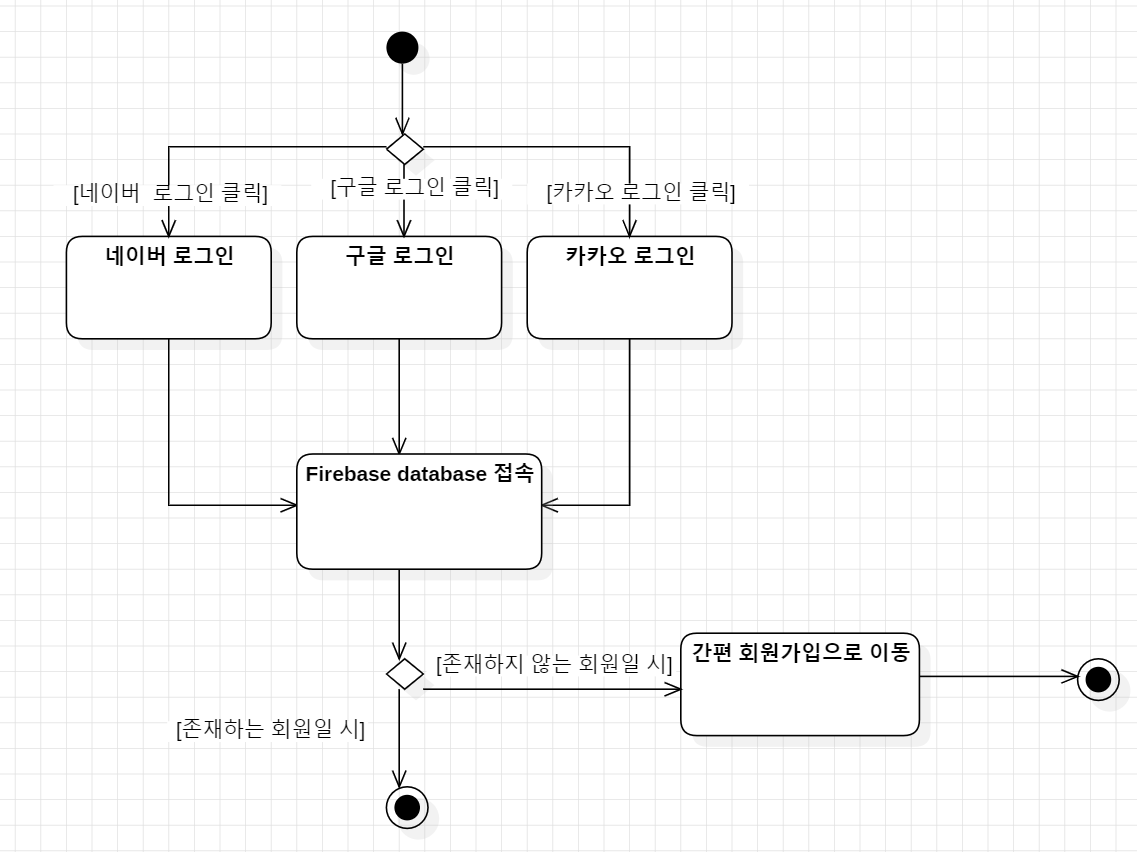 [네이버  로그인 클릭]
[구글 로그인 클릭]
[카카오 로그인 클릭]
네이버 로그인
구글 로그인
카카오 로그인
Firebase database 접속
[존재하지 않는 회원일 시]
간편 회원가입으로 이동
[존재하는 회원일 시]